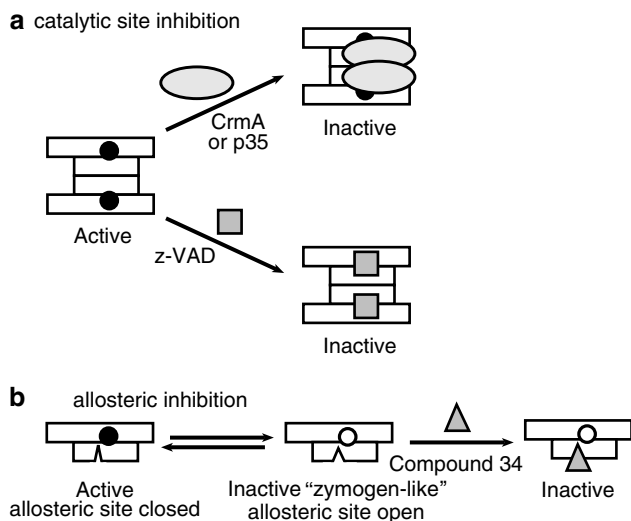 a catalytic site inhibition
CrmA
or p35
Inactive
Active
z-VAD
Inactive
b allosteric inhibition
Compound 34
Active
allosteric site closed
Inactive “zymogen-like”
allosteric site open
Inactive